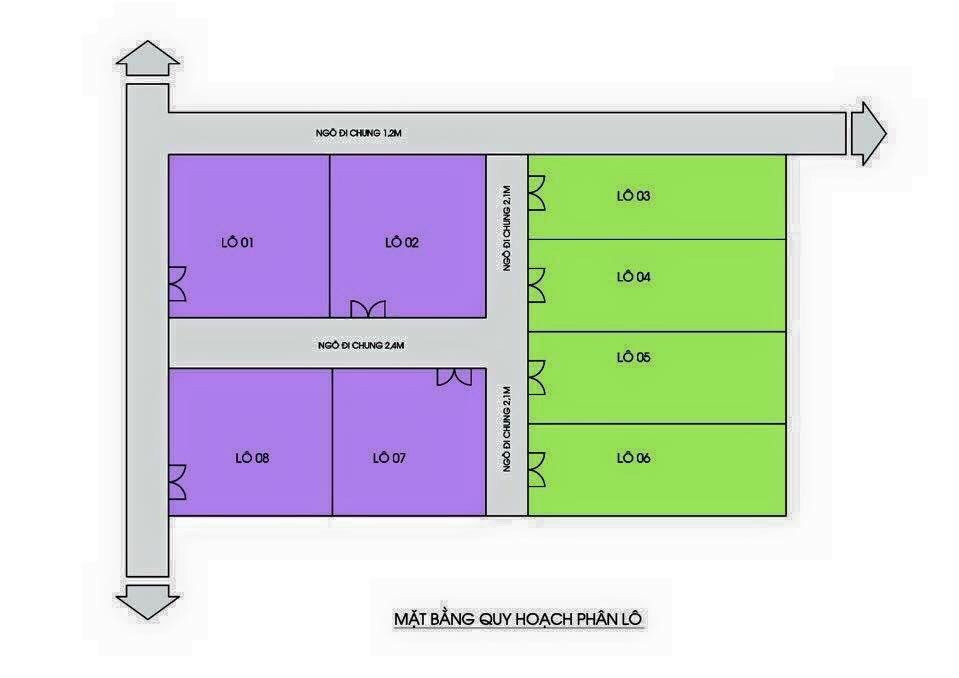 NGÕ ĐI CHUNG 1,2M
LÔ 01
LÔ 02
NGÕ ĐI CHUNG 2,1M
LÔ 03
LÔ 04
NGÕ ĐI CHUNG 2,4M
LÔ 05
NGÕ ĐI CHUNG 2,1M
LÔ 08
LÔ 07
LÔ 06
MẶT BẰNG QUY HOẠCH PHÂN LÔ